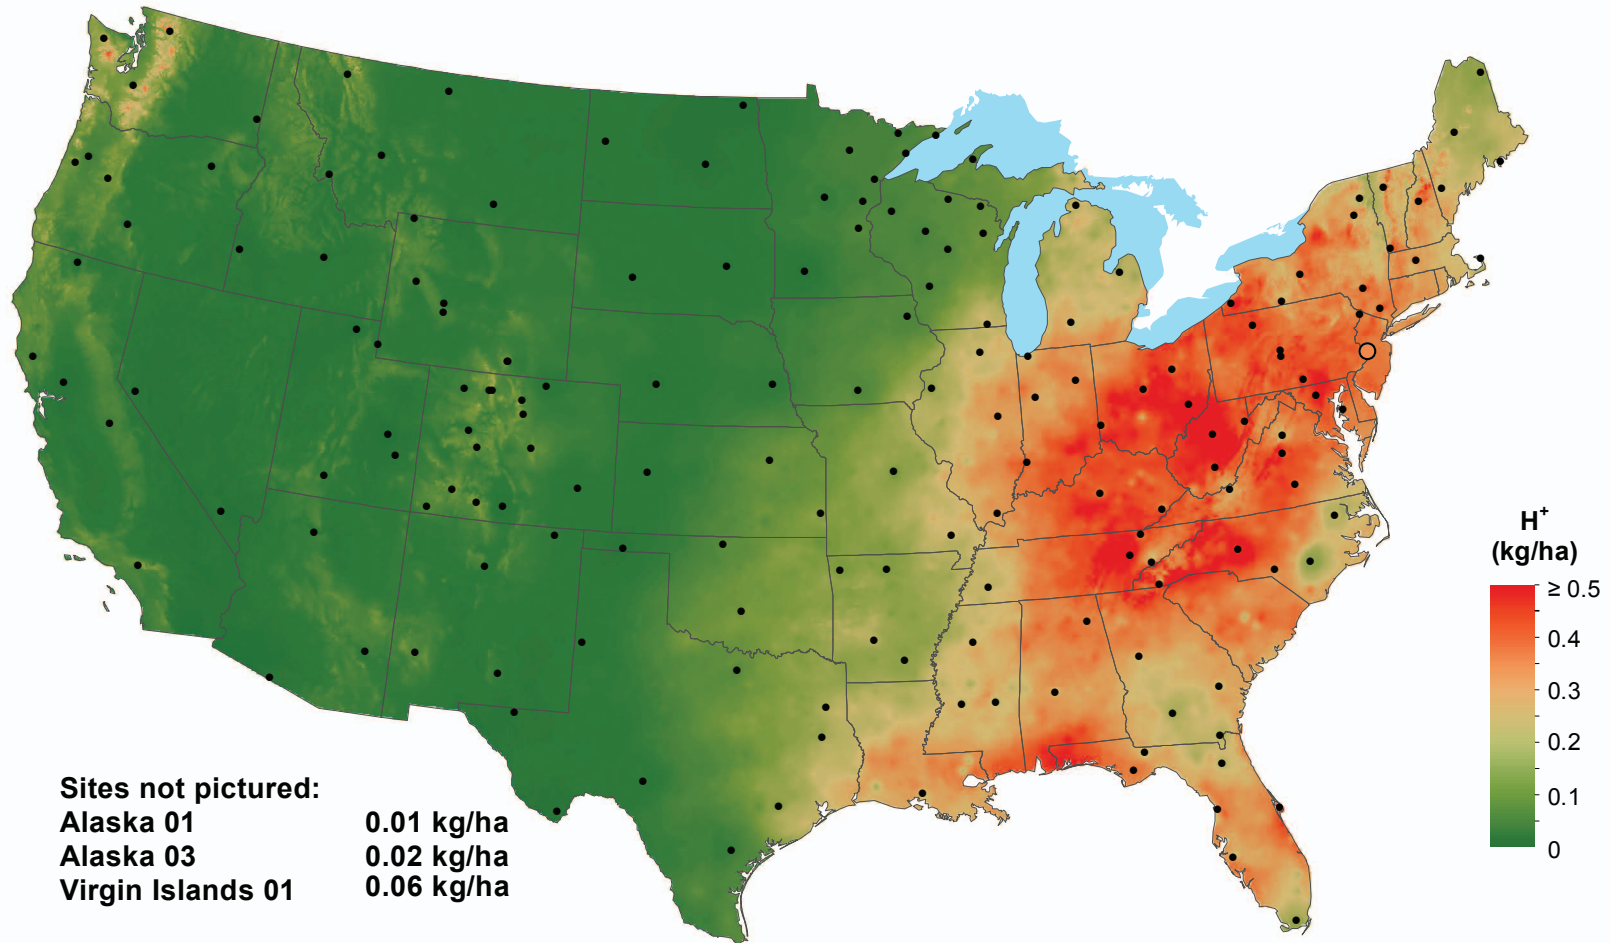 H+
(kg/ha)
≥ 0.5
0.4
0.3
0.2
0.1
0
Sites not pictured:
Alaska 01 0.01 kg/ha
Alaska 03 0.02 kg/ha
Virgin Islands 01 0.06 kg/ha